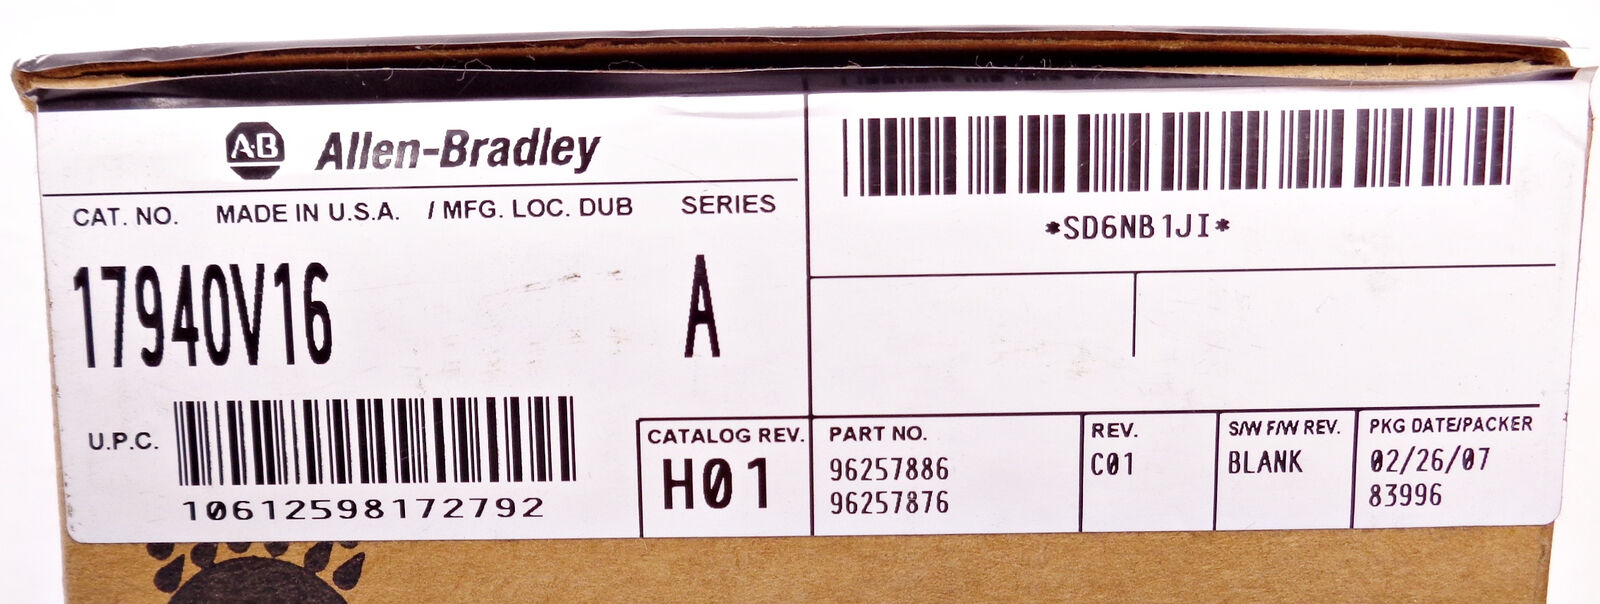 A·B Allen-Bradley
CAT. NO. MADE IN U.S.A. / MFG. LOC. DUB SERIES
17940V16 A
U.P.C.
10612598172792
*SD6NB1JI*
CATALOG REV.
H01
PART NO.
96257886
96257876
REV.
C01
S/W F/W REV.
BLANK
PKG DATE/PACKER
02/26/07
83996